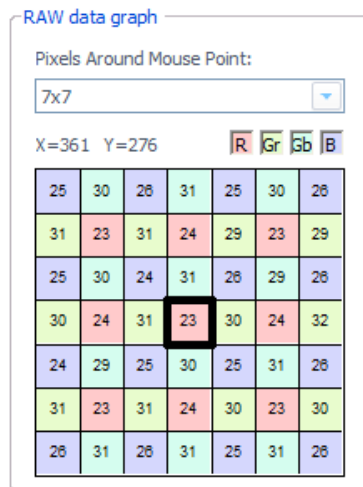 RAW data graph
Pixels Around Mouse Point:
7x7
X=361 Y=276 R Gr Gb B
25 30 26 31 25 30 26
31 23 31 24 29 23 29
25 30 24 31 26 29 26
30 24 31 23 30 24 32
24 29 25 30 25 31 26
31 23 31 24 30 23 30
26 31 26 31 25 31 26